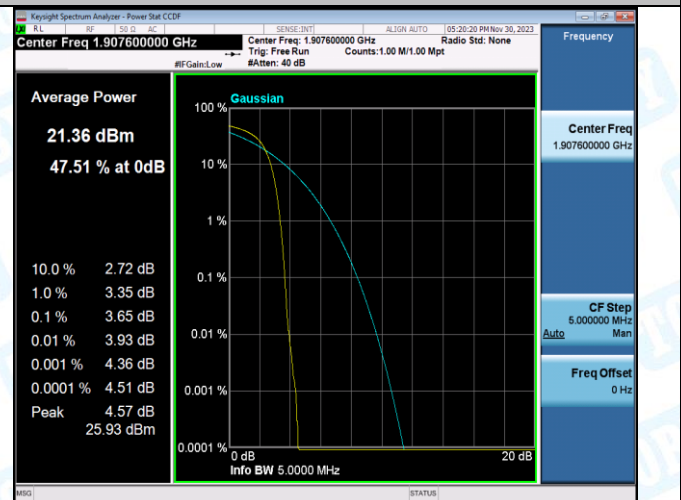 Keysight Spectrum Analyzer - Power Stat CCDF
RL RF 50 Ω AC SENSE:INT ALIGN AUTO 05:20:20 PM Nov 30, 2023
Center Freq 1.907600000 GHz
Center Freq: 1.907600000 GHz Radio Std: None
Trig: Free Run Counts:1.00 M/1.00 Mpt
#IFGain:Low #Atten: 40 dB
Frequency
Average Power
21.36 dBm
47.51 % at 0dB
10.0 % 2.72 dB
1.0 % 3.35 dB
0.1 % 3.65 dB
0.01 % 3.93 dB
0.001 % 4.36 dB
0.0001 % 4.51 dB
Peak 4.57 dB
25.93 dBm
Gaussian
100 %
10 %
1 %
0.1 %
0.01 %
0.001 %
0.0001 %
0 dB 20 dB
Info BW 5.0000 MHz
Center Freq
1.907600000 GHz
CF Step
5.000000 MHz
Auto Man
Freq Offset
0 Hz
MSG STATUS